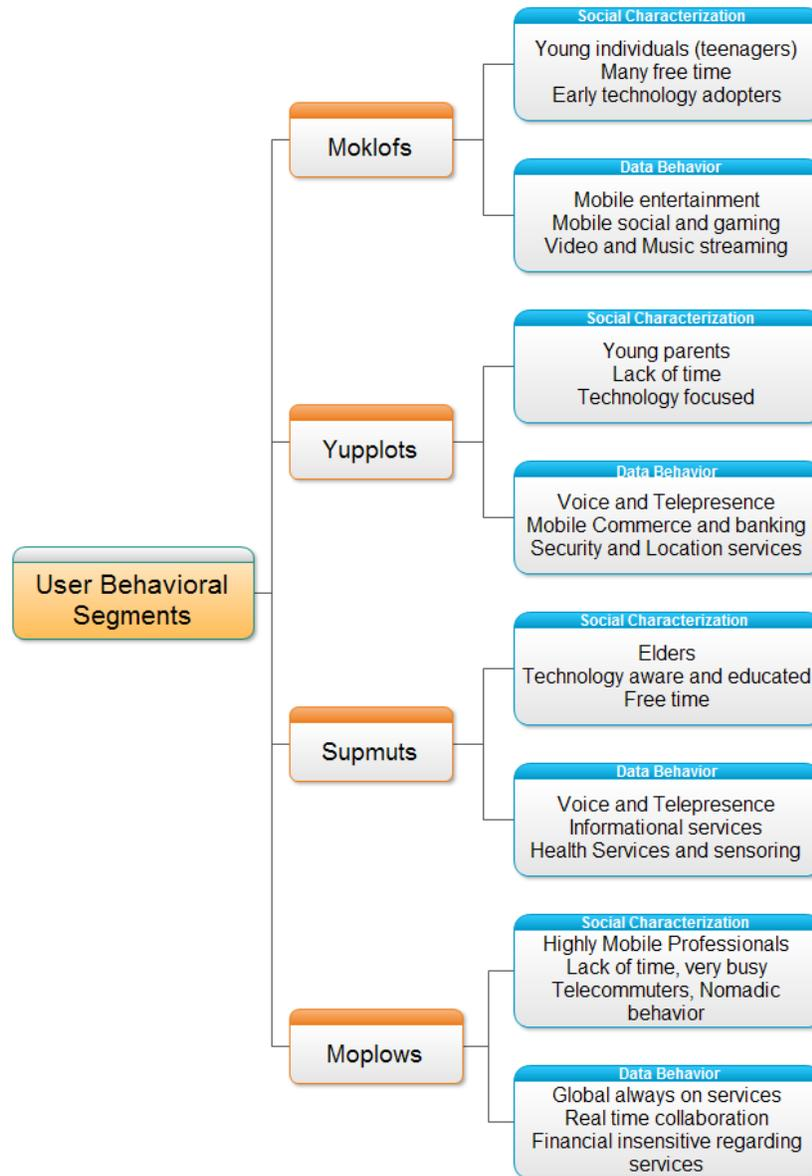 User Behavioral
Segments
Moklofs
Social Characterization
Young individuals (teenagers)
Many free time
Early technology adopters
Data Behavior
Mobile entertainment
Mobile social and gaming
Video and Music streaming
Yupplots
Social Characterization
Young parents
Lack of time
Technology focused
Data Behavior
Voice and Telepresence
Mobile Commerce and banking
Security and Location services
Supmuts
Social Characterization
Elders
Technology aware and educated
Free time
Data Behavior
Voice and Telepresence
Informational services
Health Services and sensoring
Moplows
Social Characterization
Highly Mobile Professionals
Lack of time, very busy
Telecommuters, Nomadic
behavior
Data Behavior
Global always on services
Real time collaboration
Financial insensitive regarding
services